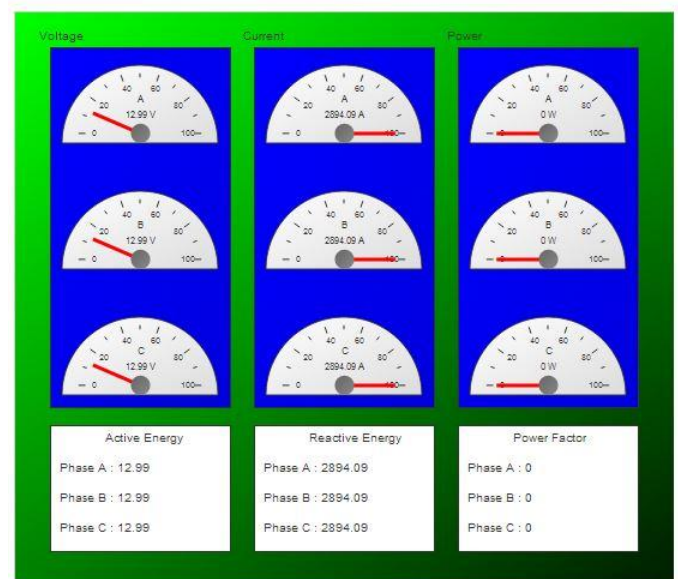 Voltage
Current
Power
0 20 40 60 80 100
A
12.99 V
0 20 40 60 80 100
B
12.99 V
0 20 40 60 80 100
C
12.99 V
0 20 40 60 80 100
A
2894.09 A
0 20 40 60 80 100
B
2894.09 A
0 20 40 60 80 100
C
2894.09 A
0 20 40 60 80 100
A
0 W
0 20 40 60 80 100
B
0 W
0 20 40 60 80 100
C
0 W
Active Energy
Phase A : 12.99
Phase B : 12.99
Phase C : 12.99
Reactive Energy
Phase A : 2894.09
Phase B : 2894.09
Phase C : 2894.09
Power Factor
Phase A : 0
Phase B : 0
Phase C : 0